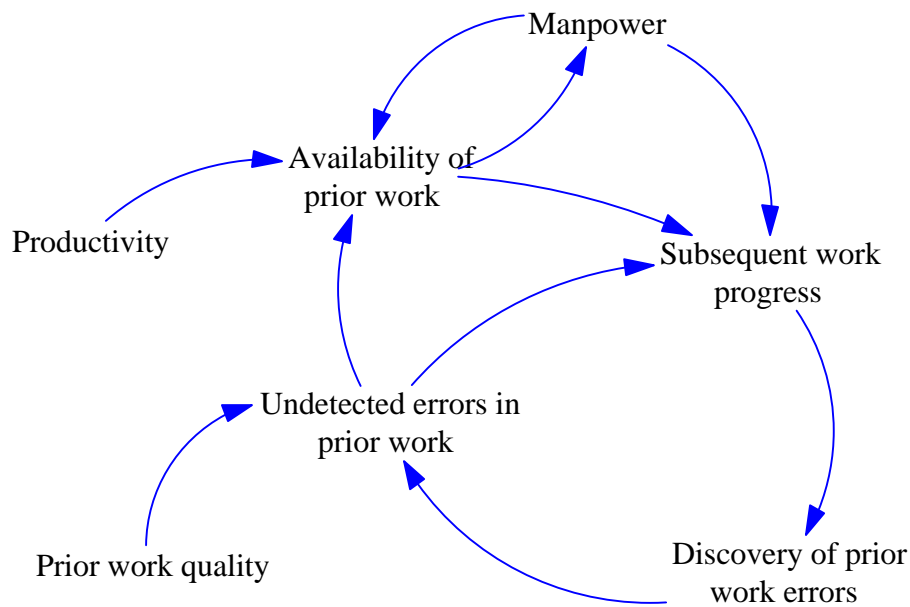 Manpower
Availability of
prior work
Productivity
Subsequent work
progress
Undetected errors in
prior work
Prior work quality
Discovery of prior
work errors